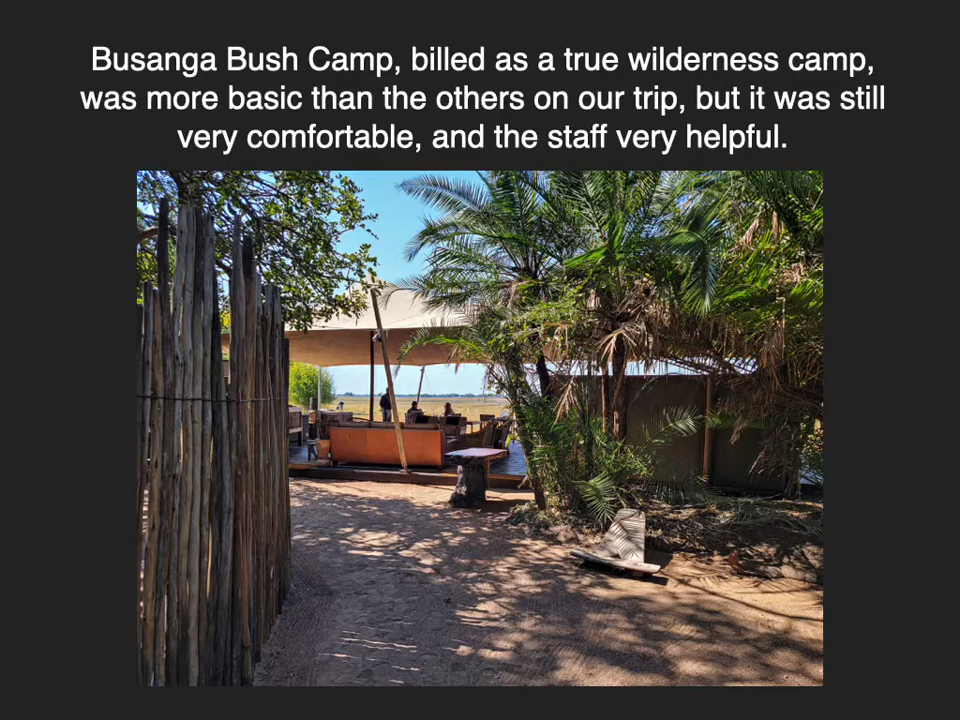 Busanga Bush Camp, billed as a true wilderness camp,
was more basic than the others on our trip, but it was still
very comfortable, and the staff very helpful.